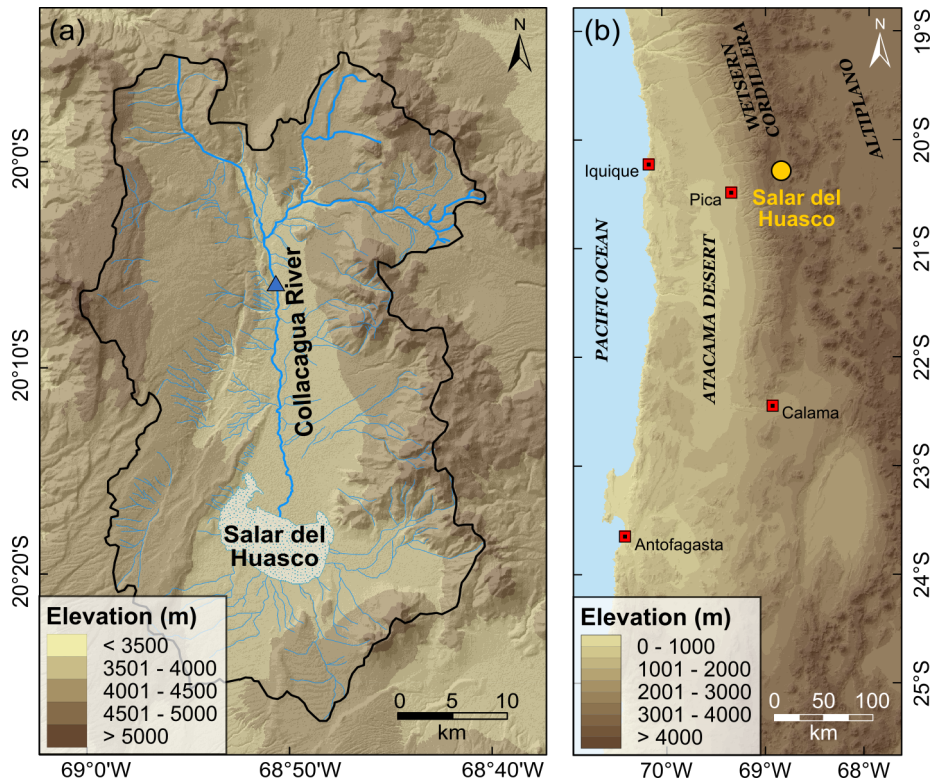 (a)
N
20°0'S
20°10'S
20°20'S
Collacagua River
Salar del
Huasco
Elevation (m)
< 3500
3501 - 4000
4001 - 4500
4501 - 5000
> 5000
0 5 10
km
69°0'W
68°50'W
68°40'W
(b)
N
WETSERN
CORDILLERA
ALTIPLANO
Iquique
Pica
Salar del
Huasco
PACIFIC OCEAN
ATACAMA DESERT
Calama
Antofagasta
Elevation (m)
0 - 1000
1001 - 2000
2001 - 3000
3001 - 4000
> 4000
0 50 100
km
19°S
20°S
21°S
22°S
23°S
24°S
25°S
70°W
69°W
68°W